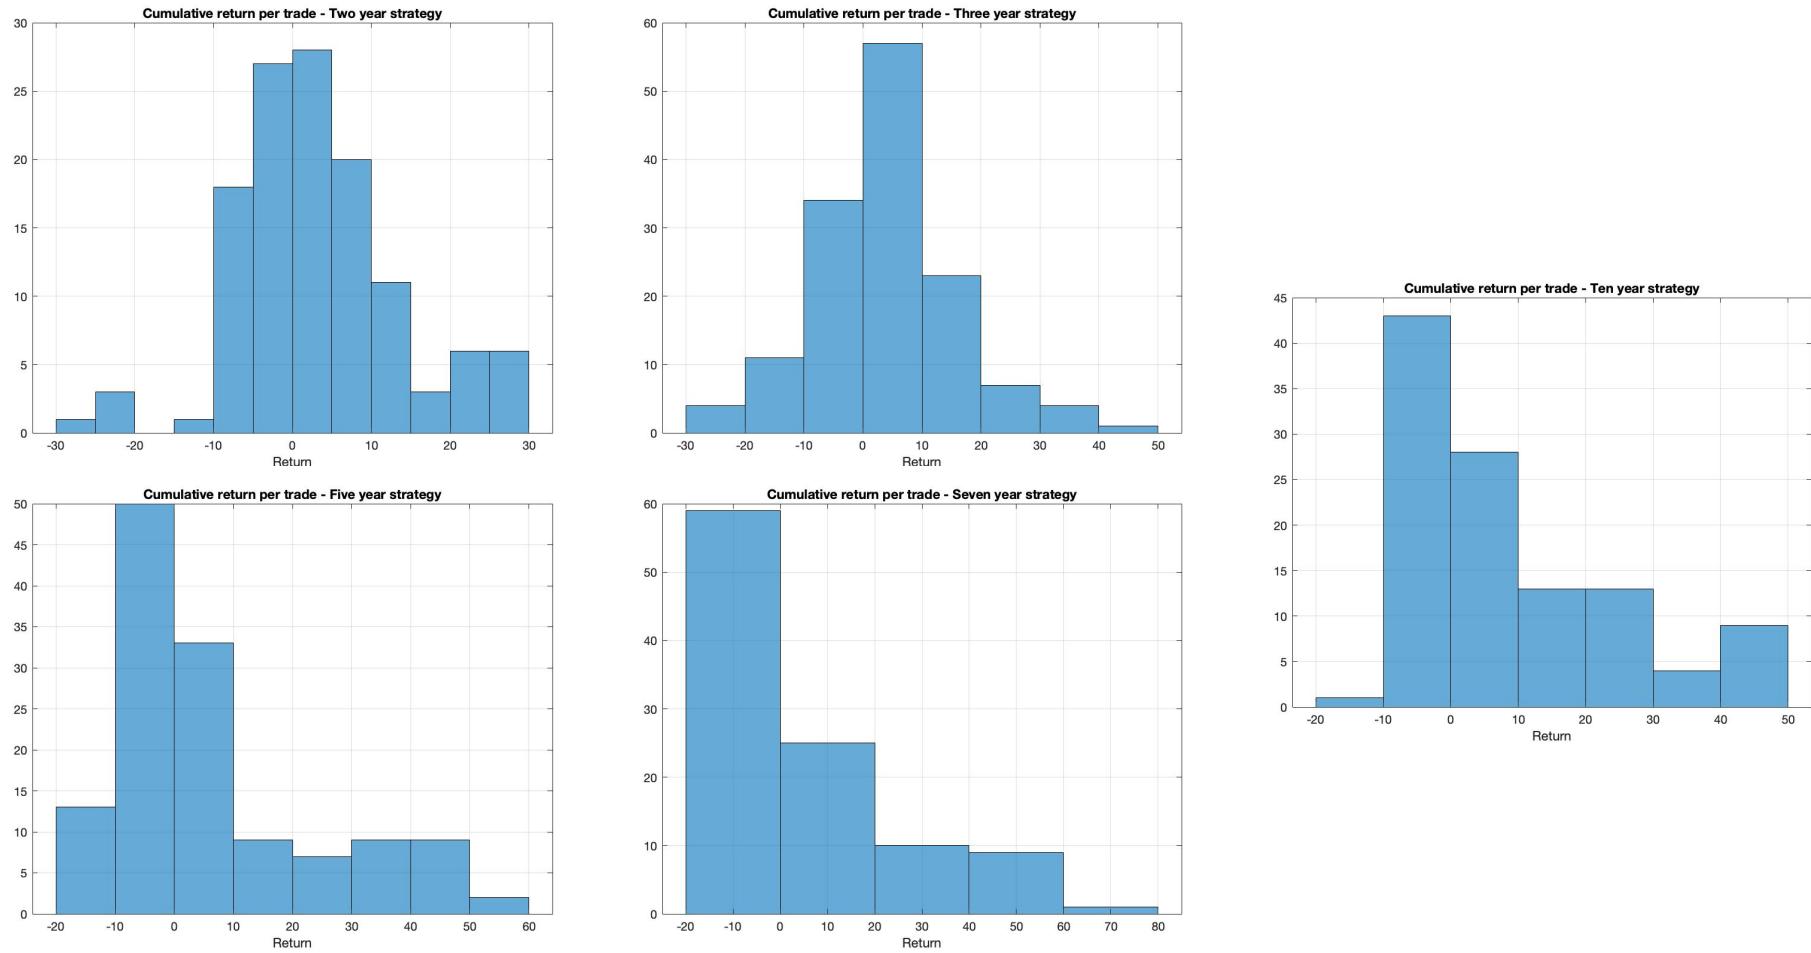 Cumulative return per trade - Two year strategy
30
25
20
15
10
5
0
-30 -20 -10 0 10 20 30
Return
Cumulative return per trade - Three year strategy
60
50
40
30
20
10
0
-30 -20 -10 0 10 20 30 40 50
Return
Cumulative return per trade - Five year strategy
50
45
40
35
30
25
20
15
10
5
0
-20 -10 0 10 20 30 40 50 60
Return
Cumulative return per trade - Seven year strategy
60
50
40
30
20
10
0
-20 -10 0 10 20 30 40 50 60 70 80
Return
Cumulative return per trade - Ten year strategy
45
40
35
30
25
20
15
10
5
0
-20 -10 0 10 20 30 40 50
Return